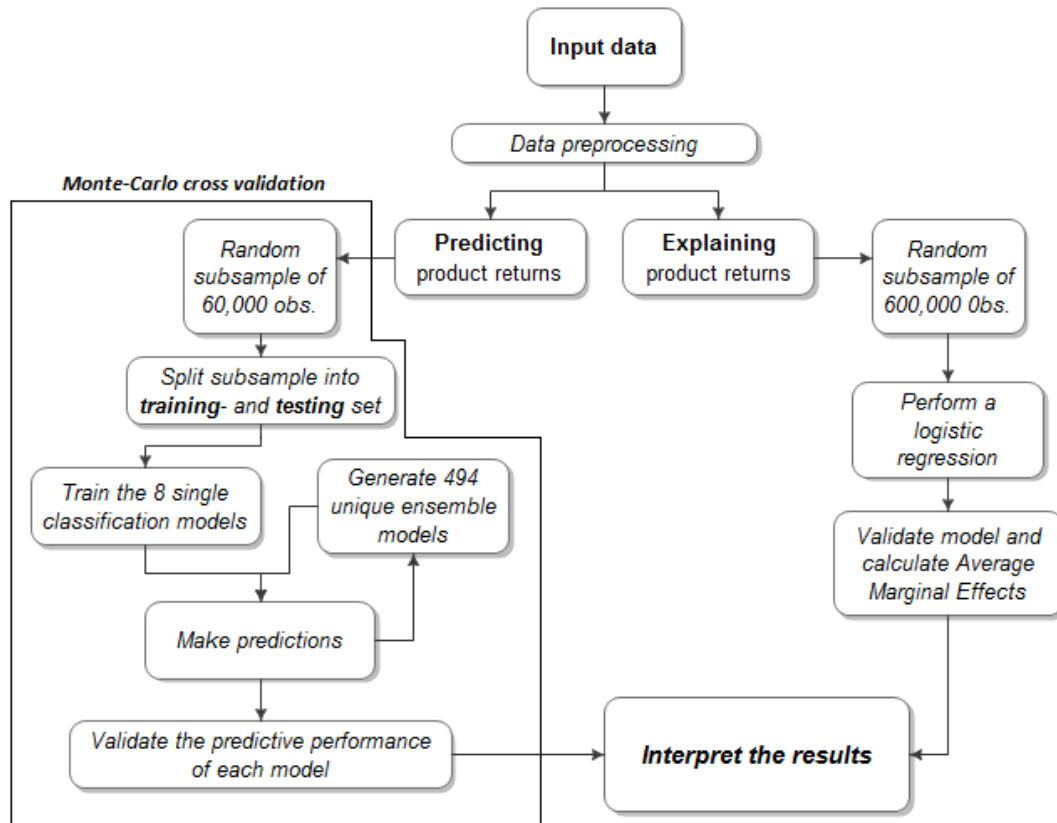 Input data
Data preprocessing
Monte-Carlo cross validation
Random
subsample of
60,000 obs.
Predicting
product returns
Explaining
product returns
Random
subsample of
600,000 0bs.
Split subsample into
training- and testing set
Perform a
logistic
regression
Train the 8 single
classification models
Generate 494
unique ensemble
models
Validate model and
calculate Average
Marginal Effects
Make predictions
Validate the predictive performance
of each model
Interpret the results